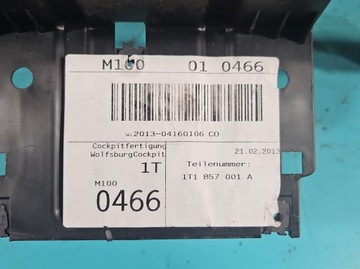 M100 01 0466
W:2013-04160106 CO
Cockpitfertigung
WolfsburgCockpit
21.02.2013
1T
Teilenummer:
1T1 857 001 A
M100
0466